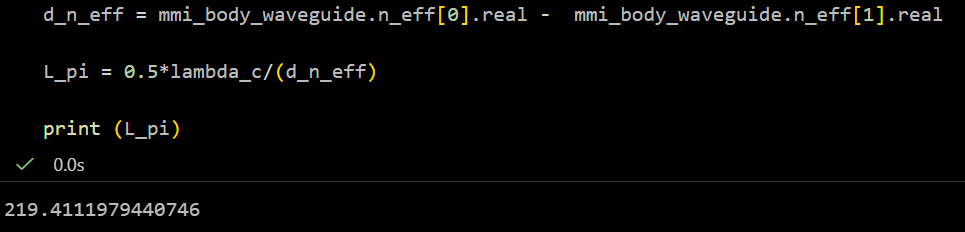 d_n_eff = mmi_body_waveguide.n_eff[0].real -  mmi_body_waveguide.n_eff[1].real
L_pi = 0.5*lambda_c/(d_n_eff)
print (L_pi)
✓ 0.0s
219.4111979440746